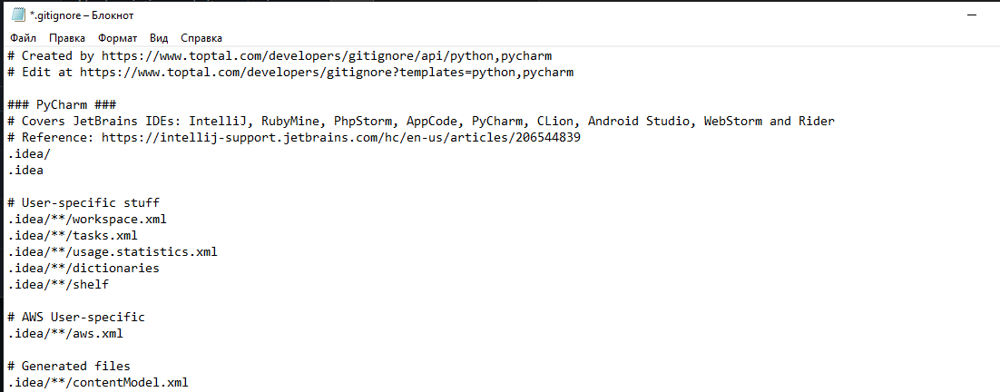 *.gitignore – Блокнот
Файл Правка Формат Вид Справка
# Created by https://www.toptal.com/developers/gitignore/api/python,pycharm
# Edit at https://www.toptal.com/developers/gitignore?templates=python,pycharm
### PyCharm ###
# Covers JetBrains IDEs: IntelliJ, RubyMine, PhpStorm, AppCode, PyCharm, CLion, Android Studio, WebStorm and Rider
# Reference: https://intellij-support.jetbrains.com/hc/en-us/articles/206544839
.idea/
.idea
# User-specific stuff
.idea/**/workspace.xml
.idea/**/tasks.xml
.idea/**/usage.statistics.xml
.idea/**/dictionaries
.idea/**/shelf
# AWS User-specific
.idea/**/aws.xml
# Generated files
.idea/**/contentModel.xml